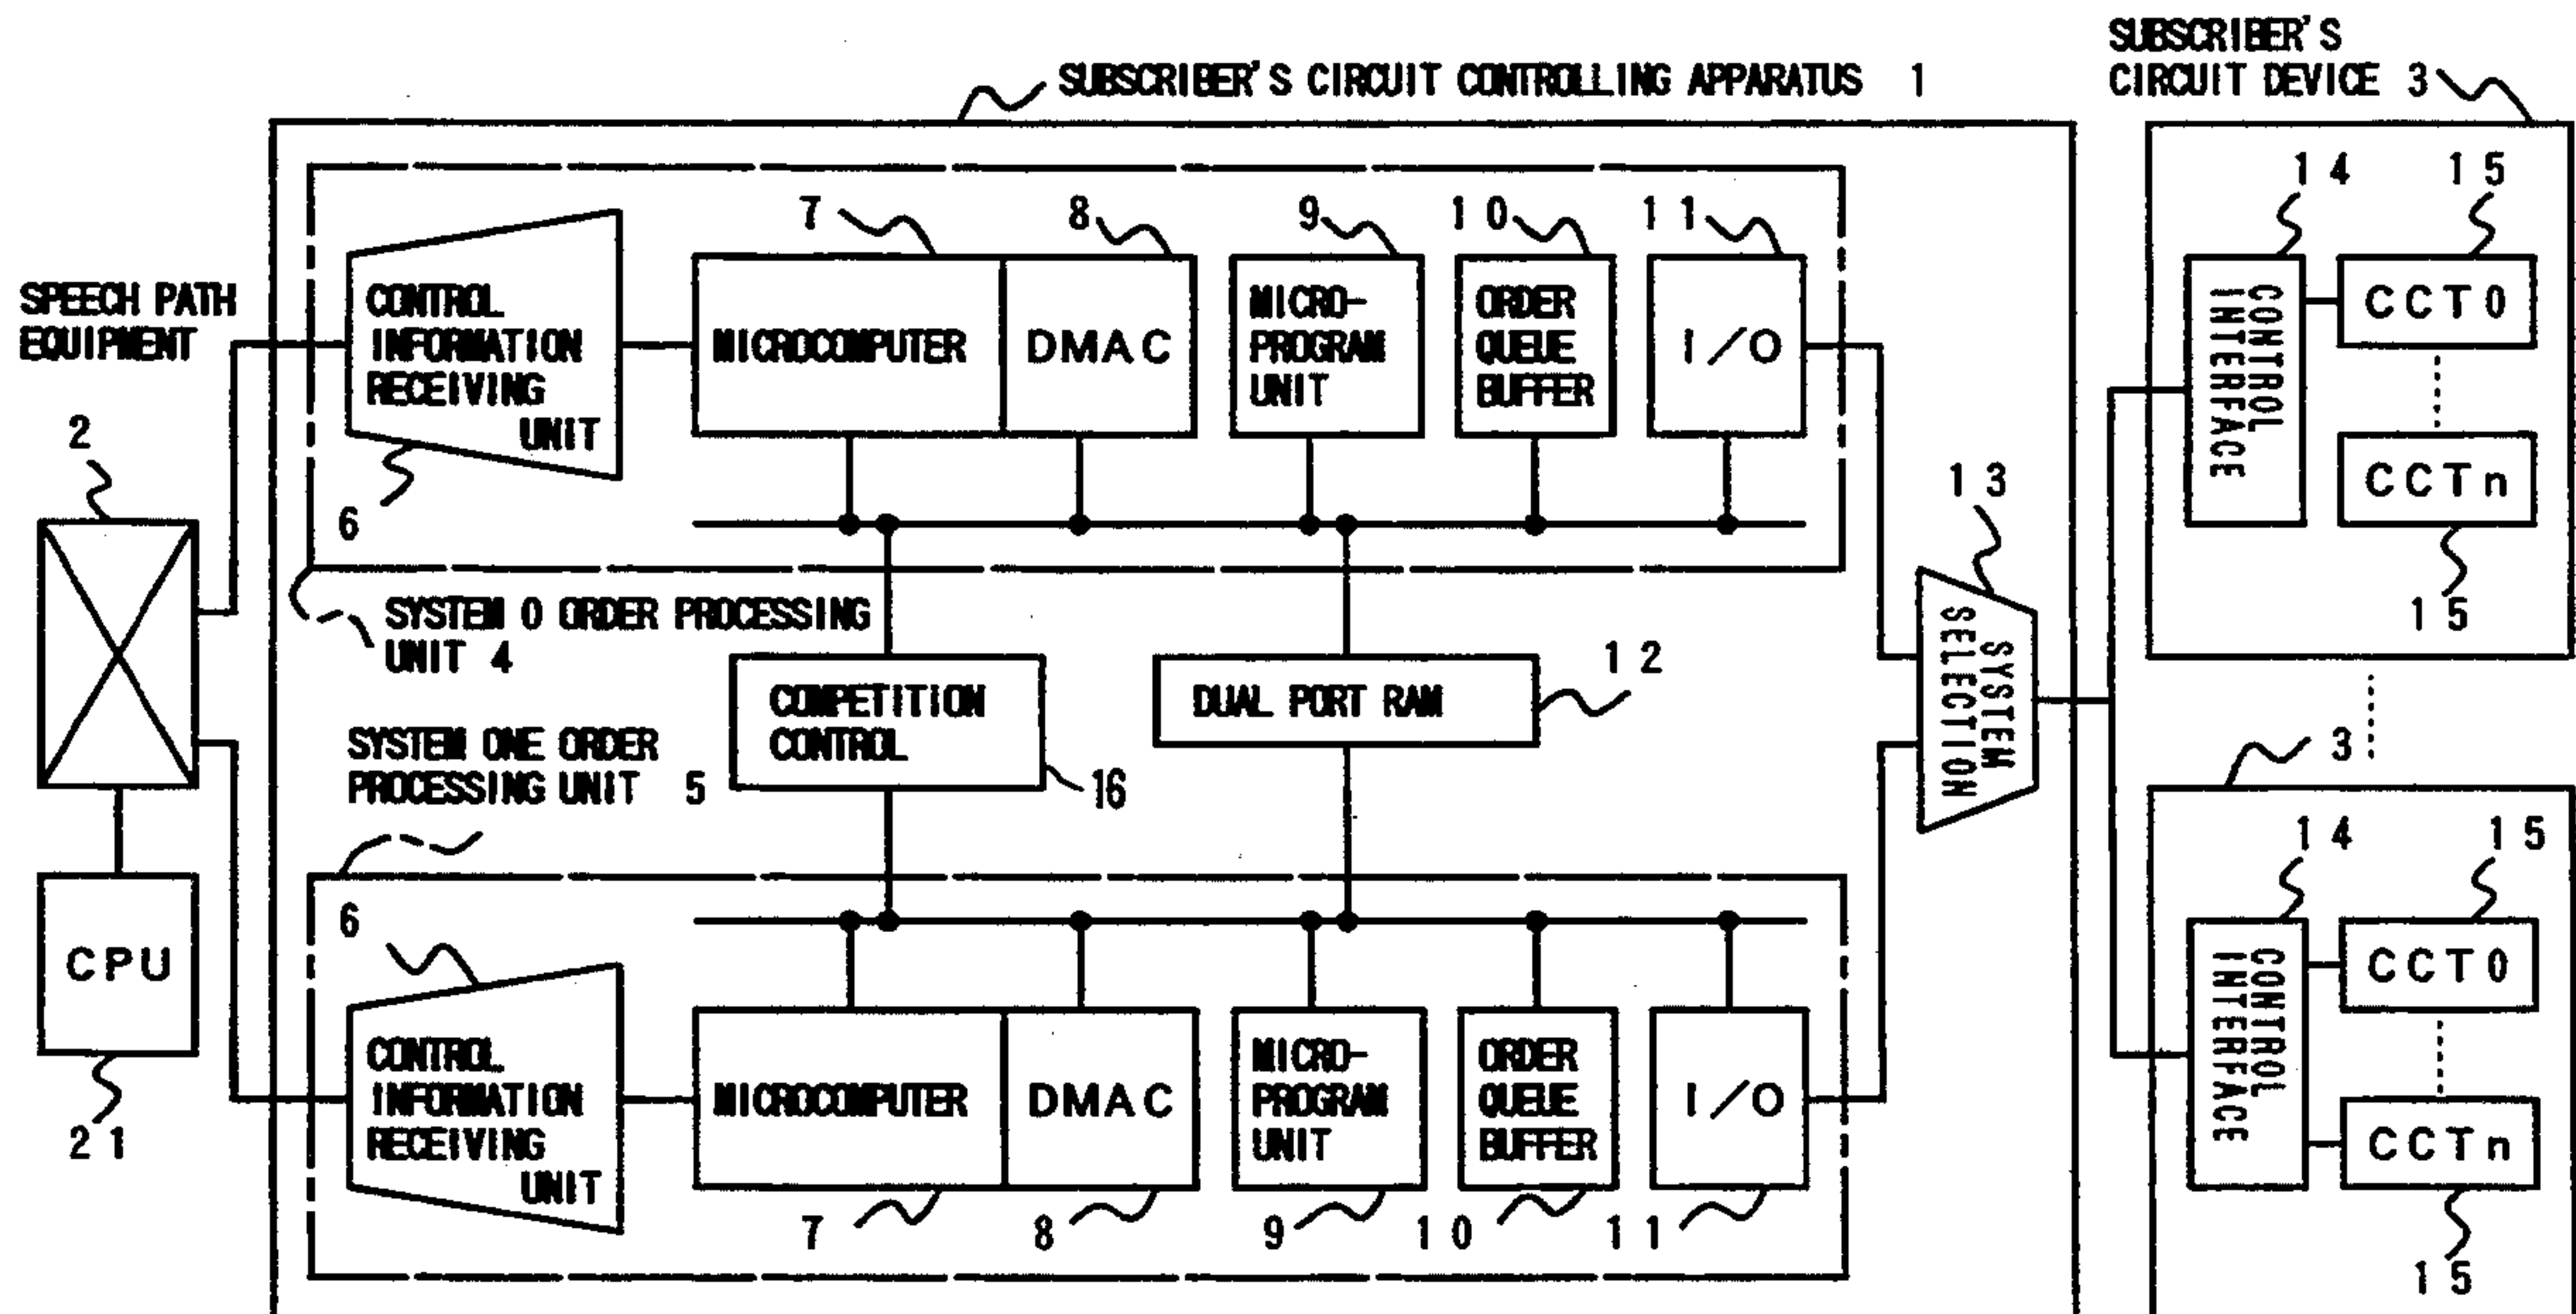 SUBSCRIBER'S CIRCUIT CONTROLLING APPARATUS 1
SUBSCRIBER'S
CIRCUIT DEVICE 3
SPEECH PATH
EQUIPMENT
2
CPU
21
CONTROL
INFORMATION
RECEIVING
UNIT
6
7
8
9
10
11
MICROCOMPUTER
DMAC
MICRO-
PROGRAM
UNIT
ORDER
QUEUE
BUFFER
I/O
SYSTEM 0 ORDER PROCESSING
UNIT 4
SYSTEM ONE ORDER
PROCESSING UNIT 5
COMPETITION
CONTROL
16
DUAL PORT RAM
12
13
SYSTEM
SELECTION
6
CONTROL
INFORMATION
RECEIVING
UNIT
MICROCOMPUTER
DMAC
MICRO-
PROGRAM
UNIT
ORDER
QUEUE
BUFFER
I/O
7
8
9
10
11
14
15
CONTROL
INTERFACE
CCT0
CCTn
15
3
14
15
CONTROL
INTERFACE
CCT0
CCTn
15